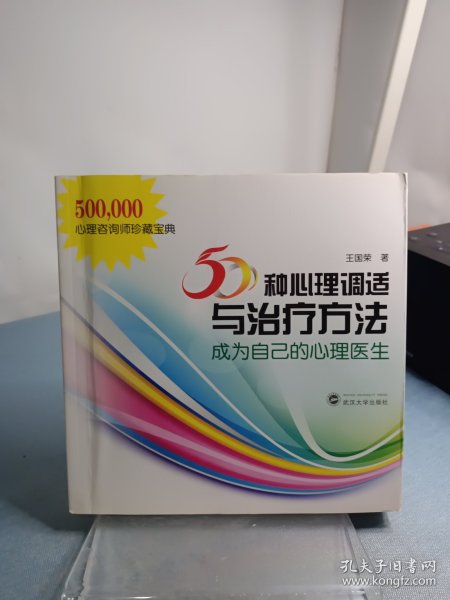 500,000
心理咨询师珍藏宝典
王国荣 著
50种心理调适
与治疗方法
成为自己的心理医生
武汉大学出版社
孔夫子旧书网
www.kongfz.com